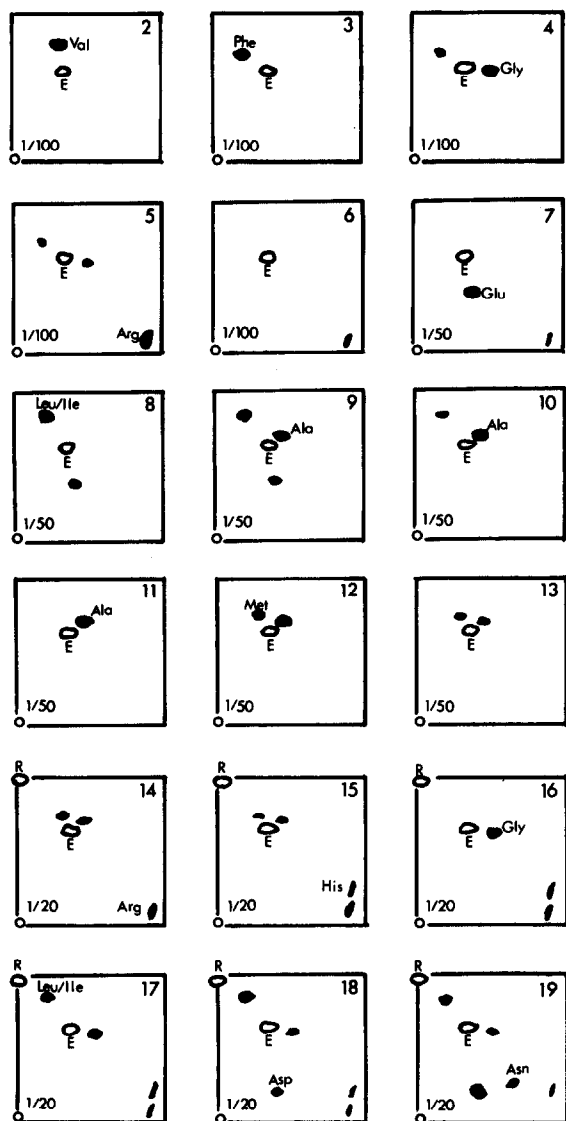 2
Val
E
1/100
3
Phe
E
1/100
4
Gly
E
1/100
5
E
Arg
1/100
6
E
1/100
7
E
Glu
1/50
8
Leu/Ile
E
1/50
9
Ala
E
1/50
10
Ala
E
1/50
11
Ala
E
1/50
12
Met
E
1/50
13
E
1/50
R
14
E
1/20
Arg
R
15
E
His
1/20
R
16
Gly
E
1/20
R
17
Leu/Ile
E
1/20
R
18
E
Asp
1/20
R
19
E
Asn
1/20